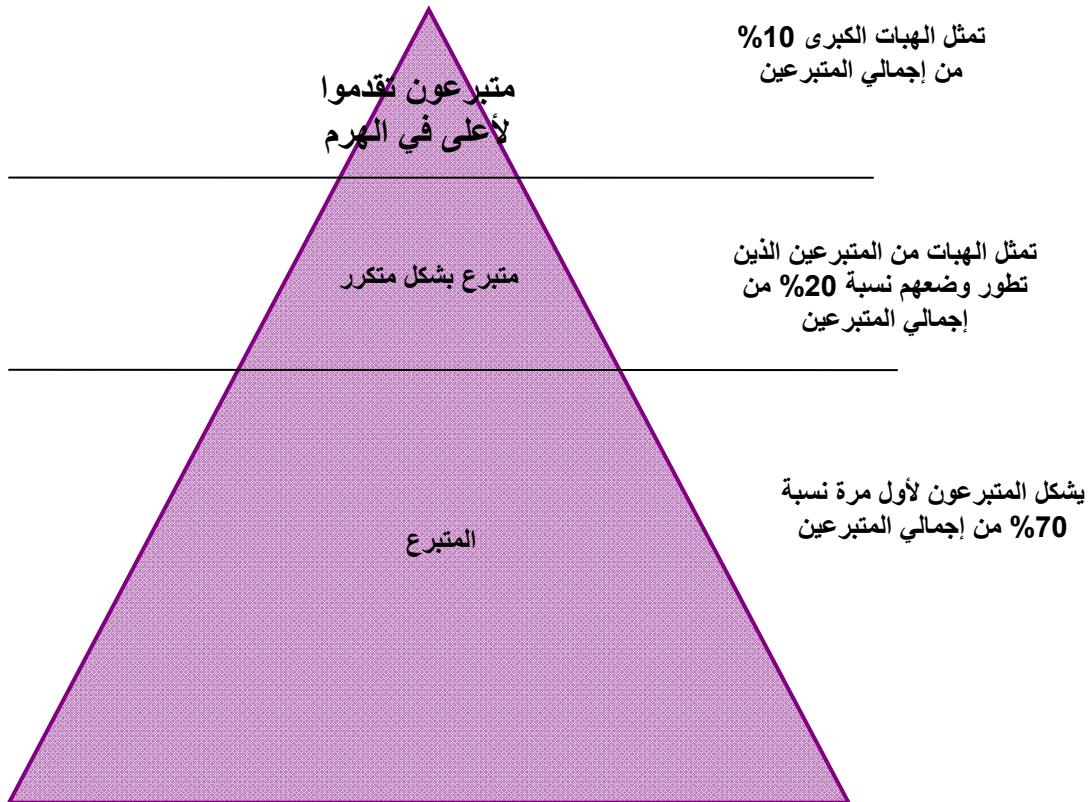 تمثل الهبات الكبرى 10%
من إجمالي المتبرعين
متبرعون تقدموا
لأعلى في الهرم
تمثل الهبات من المتبرعين الذين
تطور وضعهم نسبة 20% من
إجمالي المتبرعين
متبرع بشكل متكرر
يشكل المتبرعون لأول مرة نسبة
70% من إجمالي المتبرعين
المتبرع